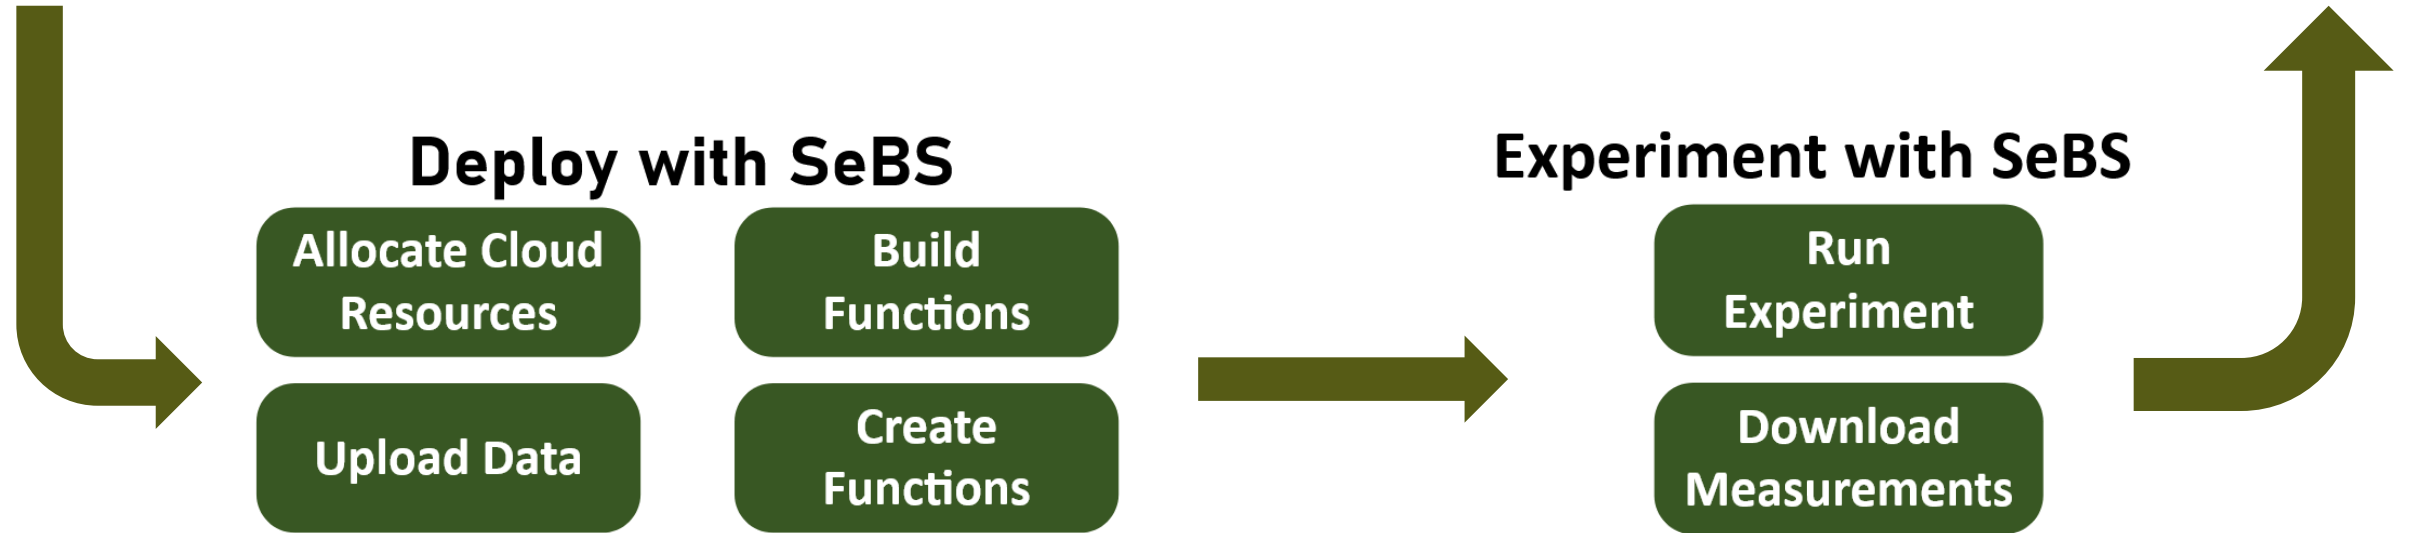 Deploy with SeBS
Allocate Cloud
Resources
Build
Functions
Upload Data
Create
Functions
Experiment with SeBS
Run
Experiment
Download
Measurements